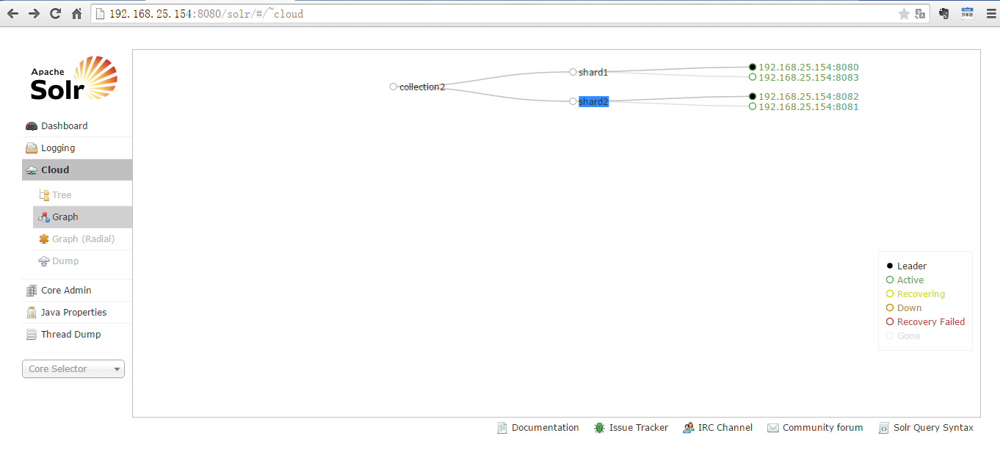 192.168.25.154:8080/solr/#/~cloud
Apache
Solr
Dashboard
Logging
Cloud
Tree
Graph
Graph (Radial)
Dump
Core Admin
Java Properties
Thread Dump
Core Selector
collection2
shard1
shard2
192.168.25.154:8080
192.168.25.154:8083
192.168.25.154:8082
192.168.25.154:8081
Leader
Active
Recovering
Down
Recovery Failed
Gone
Documentation
Issue Tracker
IRC Channel
Community forum
Solr Query Syntax